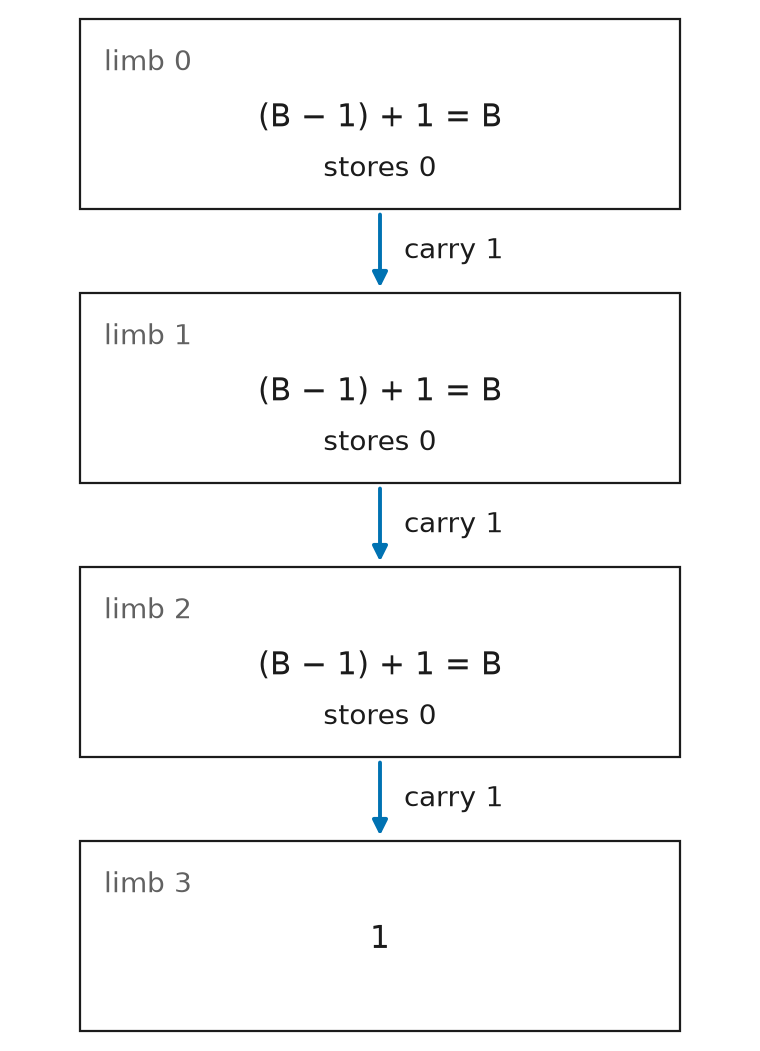 limb 0
(B − 1) + 1 = B
stores 0
carry 1
limb 1
(B − 1) + 1 = B
stores 0
carry 1
limb 2
(B − 1) + 1 = B
stores 0
carry 1
limb 3
1